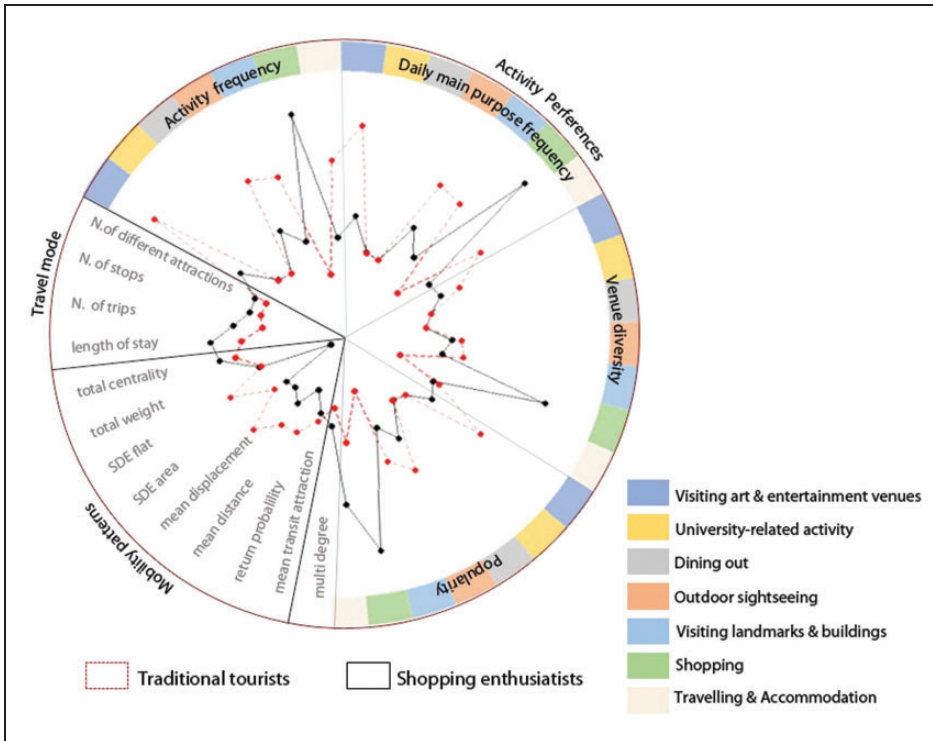 Activity frequency
Daily main purpose frequency
Activity Perferences
Venue diversity
Popularity
Travel mode
N.of different attractions
N. of stops
N. of trips
length of stay
Mobility patterns
total centrality
total weight
SDE flat
SDE area
mean displacement
mean distance
return probalility
mean transit attraction
multi degree
Visiting art & entertainment venues
University-related activity
Dining out
Outdoor sightseeing
Visiting landmarks & buildings
Shopping
Travelling & Accommodation
Traditional tourists
Shopping enthusiatists